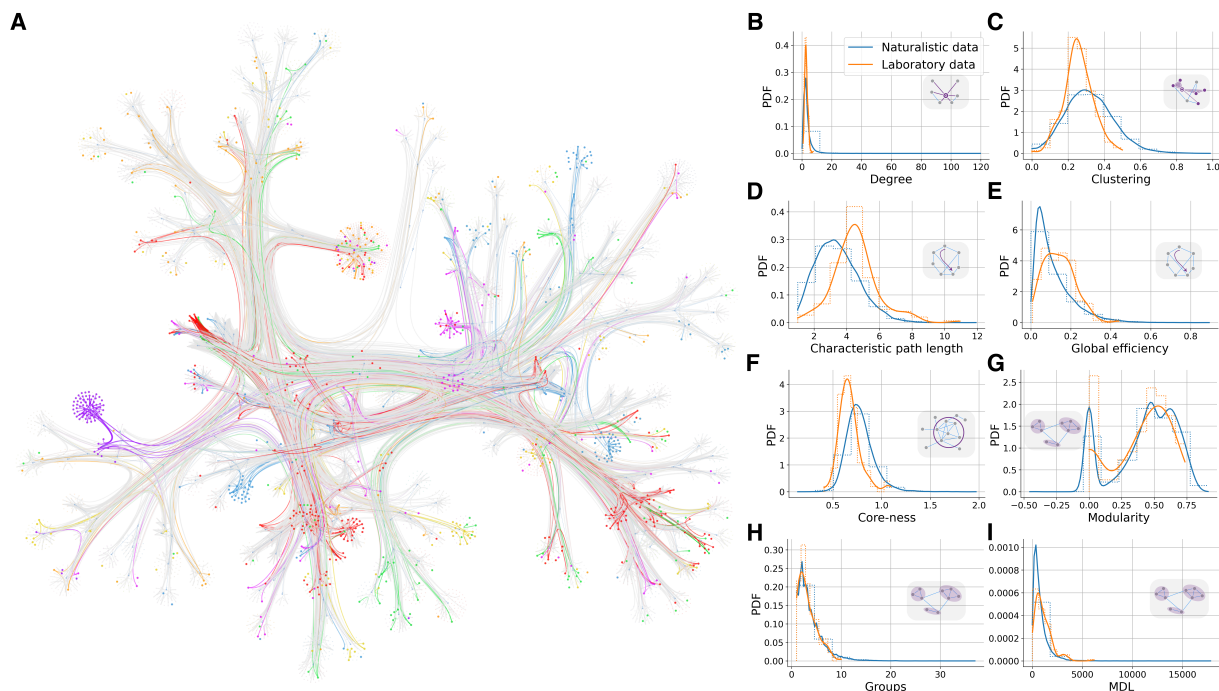 A
B
PDF
0.4
0.3
0.2
0.1
0.0
0 20 40 60 80 100 120
Degree
Naturalistic data
Laboratory data
C
PDF
5
4
3
2
1
0
0.0 0.2 0.4 0.6 0.8 1.0
Clustering
D
PDF
0.4
0.3
0.2
0.1
0.0
2 4 6 8 10 12
Characteristic path length
E
PDF
6
4
2
0
0.0 0.2 0.4 0.6 0.8
Global efficiency
F
PDF
4
3
2
1
0
0.5 1.0 1.5 2.0
Core-ness
G
PDF
2.5
2.0
1.5
1.0
0.5
0.0
−0.50 −0.25 0.00 0.25 0.50 0.75
Modularity
H
PDF
0.30
0.25
0.20
0.15
0.10
0.05
0.00
0 10 20 30
Groups
I
0.0010
0.0008
0.0006
0.0004
0.0002
0.0000
0 5000 10000 15000
MDL